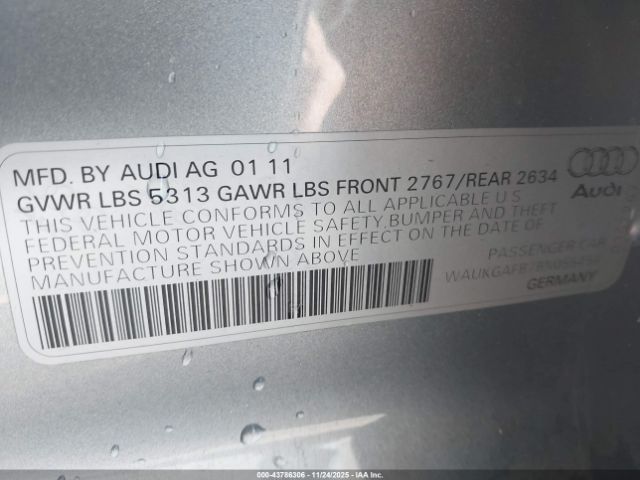 MFD. BY AUDI AG 01 11
GVWR LBS 5313 GAWR LBS FRONT 2767/REAR 2634
THIS VEHICLE CONFORMS TO ALL APPLICABLE U S
FEDERAL MOTOR VEHICLE SAFETY, BUMPER AND THEFT
PREVENTION STANDARDS IN EFFECT ON THE DATE OF
MANUFACTURE SHOWN ABOVE
Audi
PASSENGER CAR
GERMANY
000-43786306 - 11/24/2025 - IAAI.COM